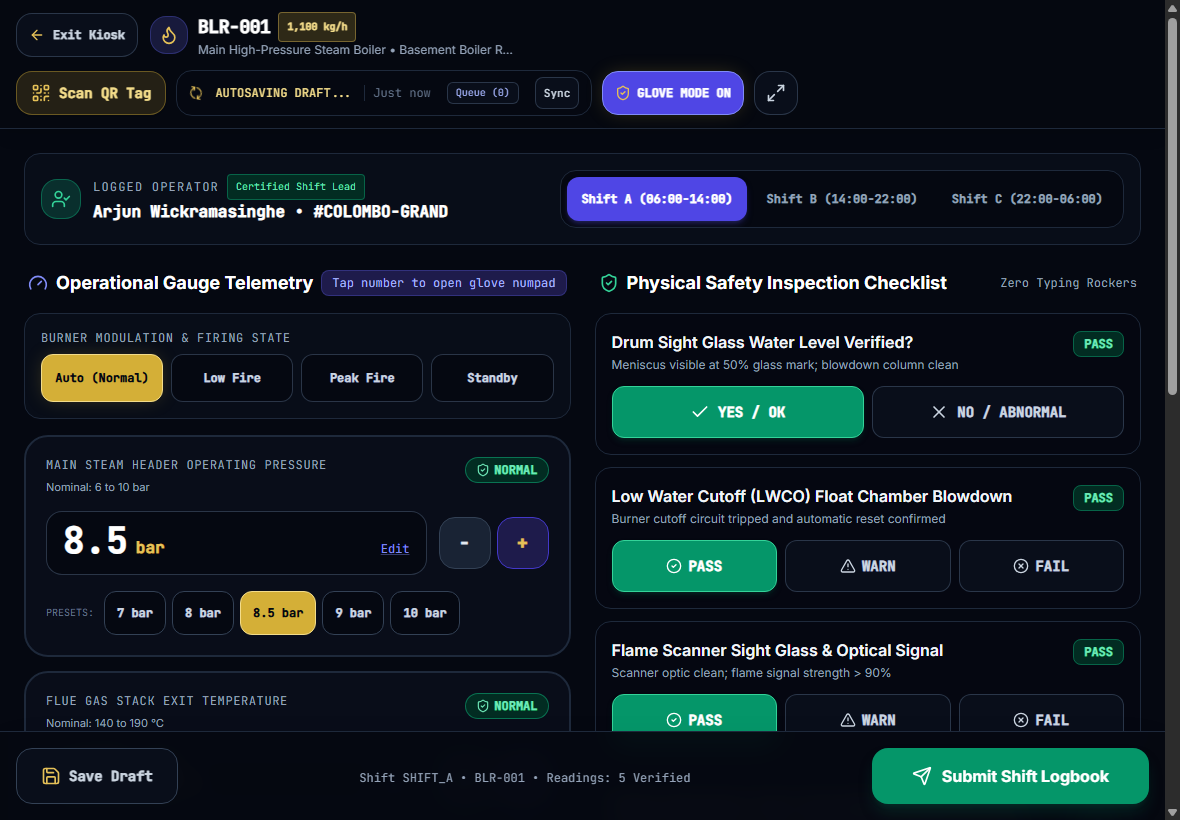 Exit Kiosk
BLR-001
1,100 kg/h
Main High-Pressure Steam Boiler • Basement Boiler R...
Scan QR Tag
AUTOSAVING DRAFT...
Just now
Queue (0)
Sync
GLOVE MODE ON
LOGGED OPERATOR
Certified Shift Lead
Arjun Wickramasinghe • #COLOMBO-GRAND
Shift A (06:00-14:00)
Shift B (14:00-22:00)
Shift C (22:00-06:00)
Operational Gauge Telemetry
Tap number to open glove numpad
BURNER MODULATION & FIRING STATE
Auto (Normal)
Low Fire
Peak Fire
Standby
MAIN STEAM HEADER OPERATING PRESSURE
NORMAL
Nominal: 6 to 10 bar
8.5 bar
Edit
-
+
PRESETS:
7 bar
8 bar
8.5 bar
9 bar
10 bar
FLUE GAS STACK EXIT TEMPERATURE
NORMAL
Nominal: 140 to 190 °C
Physical Safety Inspection Checklist
Zero Typing Rockers
Drum Sight Glass Water Level Verified?
PASS
Meniscus visible at 50% glass mark; blowdown column clean
YES / OK
NO / ABNORMAL
Low Water Cutoff (LWCO) Float Chamber Blowdown
PASS
Burner cutoff circuit tripped and automatic reset confirmed
PASS
WARN
FAIL
Flame Scanner Sight Glass & Optical Signal
PASS
Scanner optic clean; flame signal strength > 90%
PASS
WARN
FAIL
Save Draft
Shift SHIFT_A • BLR-001 • Readings: 5 Verified
Submit Shift Logbook